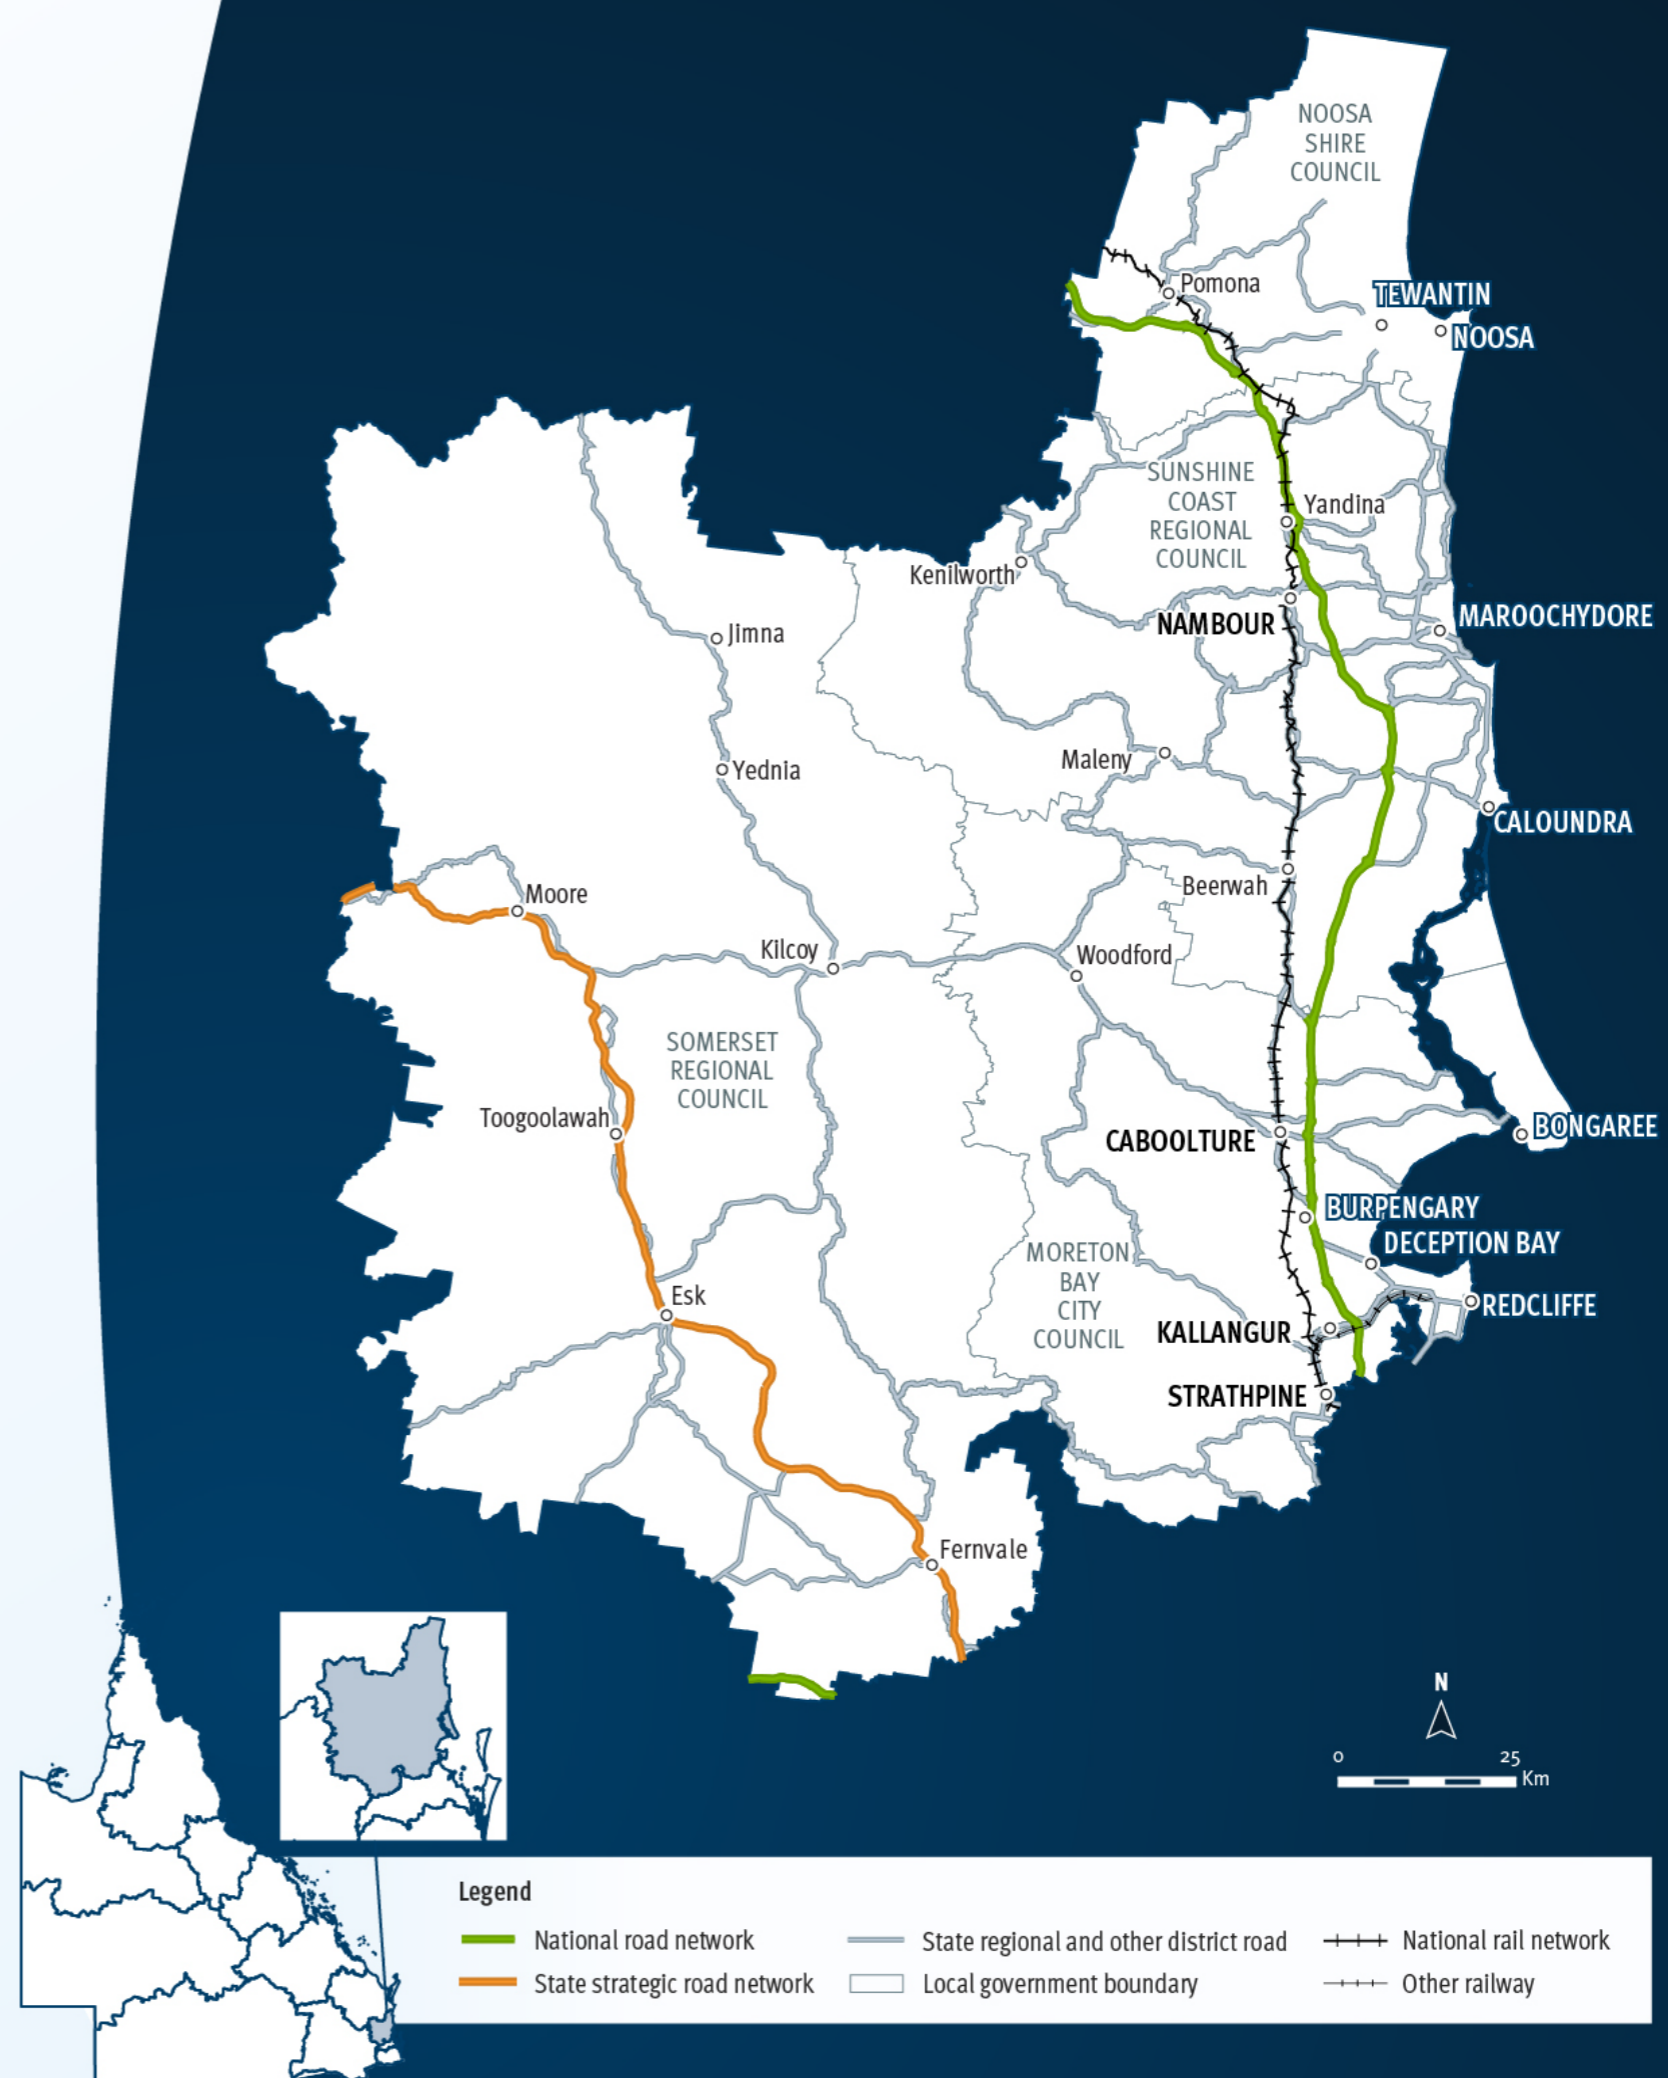 NOOSA
SHIRE
COUNCIL
Pomona
TEWANTIN
NOOSA
SUNSHINE
COAST
REGIONAL
COUNCIL
Yandina
Kenilworth
NAMBOUR
MAROOCHYDORE
Jimna
Maleny
Yednia
CALOUNDRA
Beerwah
Moore
Kilcoy
Woodford
SOMERSET
REGIONAL
COUNCIL
Toogoolawah
CABOOLTURE
BONGAREE
BURPENGARY
DECEPTION BAY
MORETON
BAY
CITY
COUNCIL
Esk
REDCLIFFE
KALLANGUR
STRATHPINE
Fernvale
N
0 25
Km
Legend
National road network
State strategic road network
State regional and other district road
Local government boundary
National rail network
Other railway